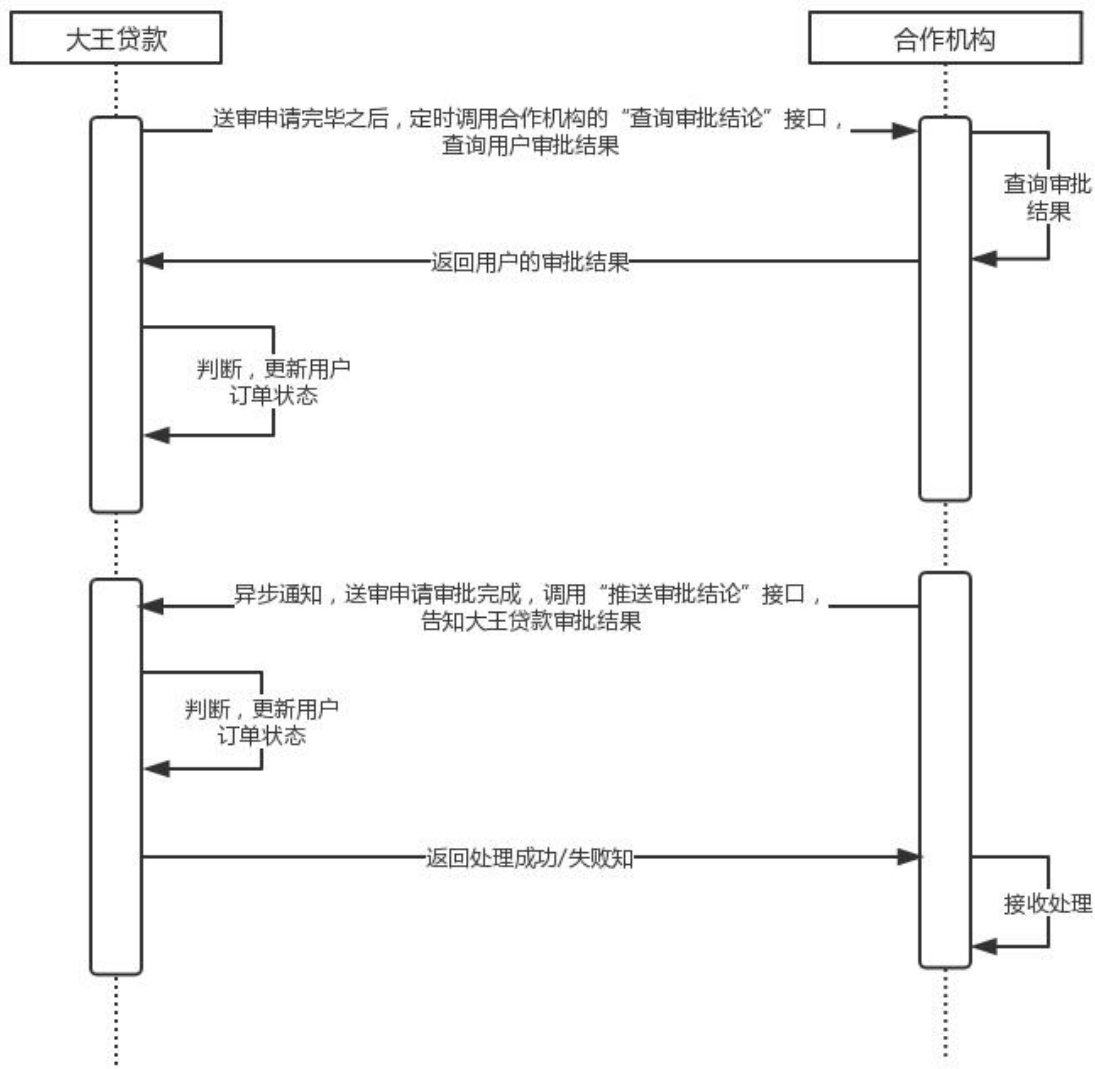 大王贷款
合作机构
送审申请完毕之后，定时调用合作机构的“查询审批结论”接口，
查询用户审批结果
查询审批
结果
返回用户的审批结果
判断，更新用户
订单状态
异步通知，送审申请审批完成，调用“推送审批结论”接口，
告知大王贷款审批结果
判断，更新用户
订单状态
返回处理成功/失败知
接收处理